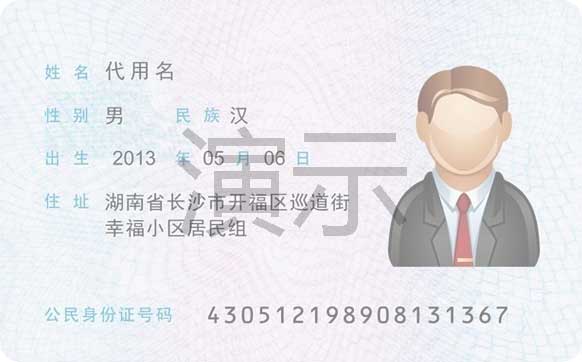 姓名 代用名
性别 男 民族 汉
出生 2013 年 05 月 06 日
住址 湖南省长沙市开福区巡道街
幸福小区居民组
公民身份证号码 430512198908131367
演示